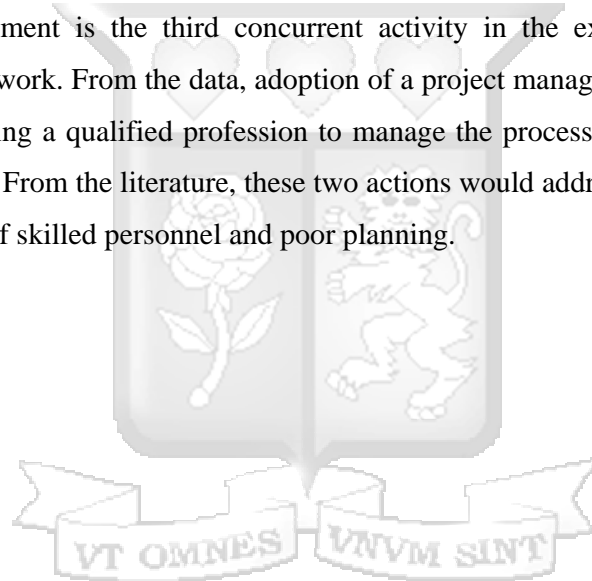 ment is the third concurrent activity in the ex
work. From the data, adoption of a project manag
ing a qualified profession to manage the process
From the literature, these two actions would addr
f skilled personnel and poor planning.
VT OMNES VNVM SINT